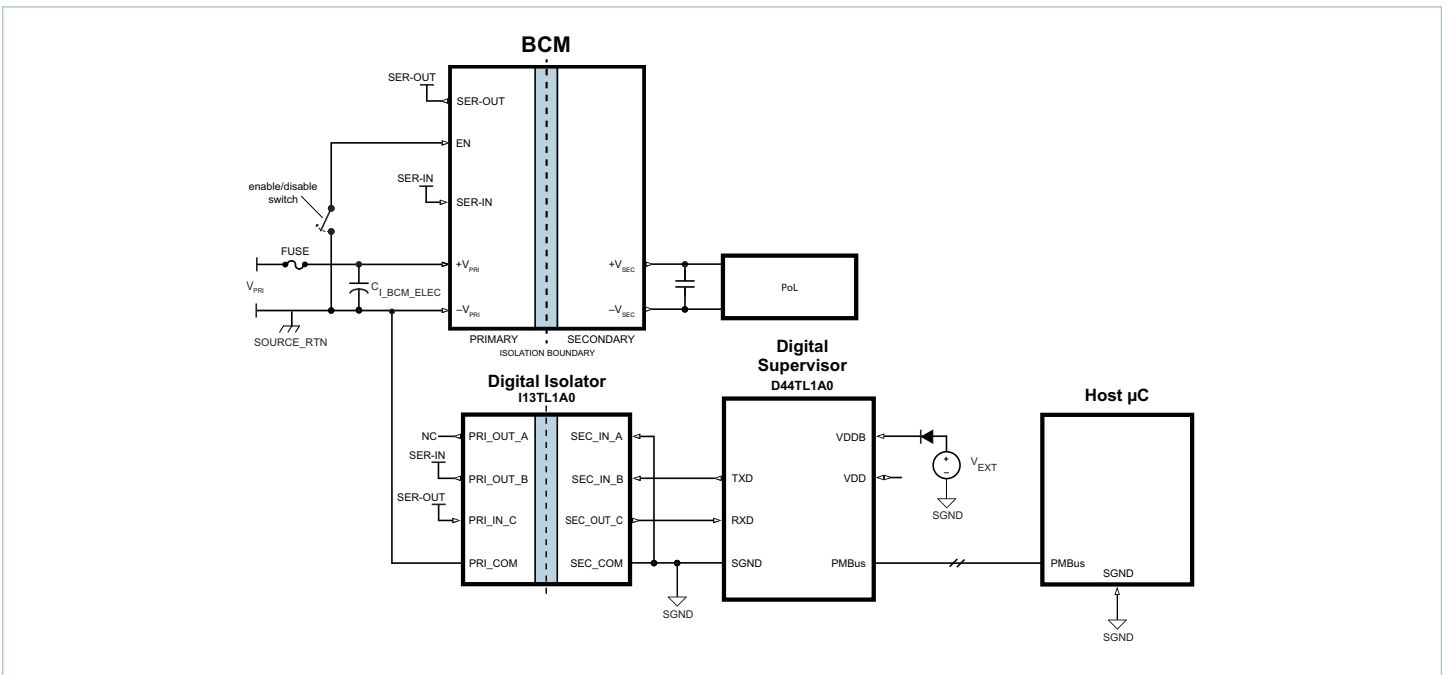 BCM
SER-OUT
SER-OUT
EN
SER-IN
SER-IN
enable/disable
switch
FUSE
+VPRI
VPRI
CI_BCM_ELEC
–VPRI
SOURCE_RTN
+VSEC
–VSEC
PoL
PRIMARY
SECONDARY
ISOLATION BOUNDARY
Digital Isolator
I13TL1A0
NC
PRI_OUT_A
SER-IN
PRI_OUT_B
SER-OUT
PRI_IN_C
PRI_COM
SEC_IN_A
SEC_IN_B
SEC_OUT_C
SEC_COM
SGND
Digital
Supervisor
D44TL1A0
TXD
RXD
SGND
VDDB
VDD
PMBus
+
–
VEXT
SGND
Host µC
PMBus
SGND
SGND